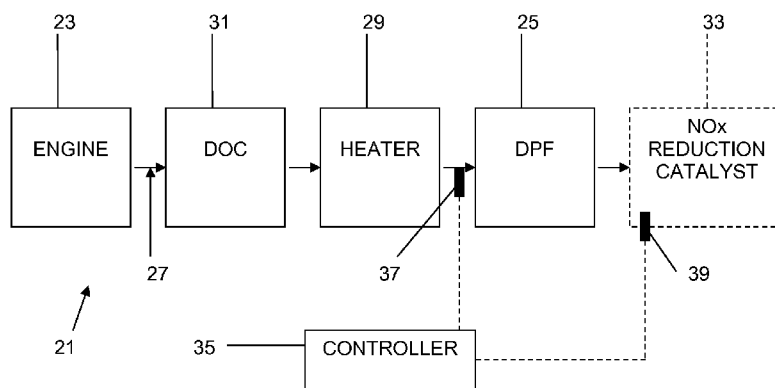 23
31
29
25
33
ENGINE
DOC
HEATER
DPF
NOx
REDUCTION
CATALYST
27
37
39
21
35
CONTROLLER